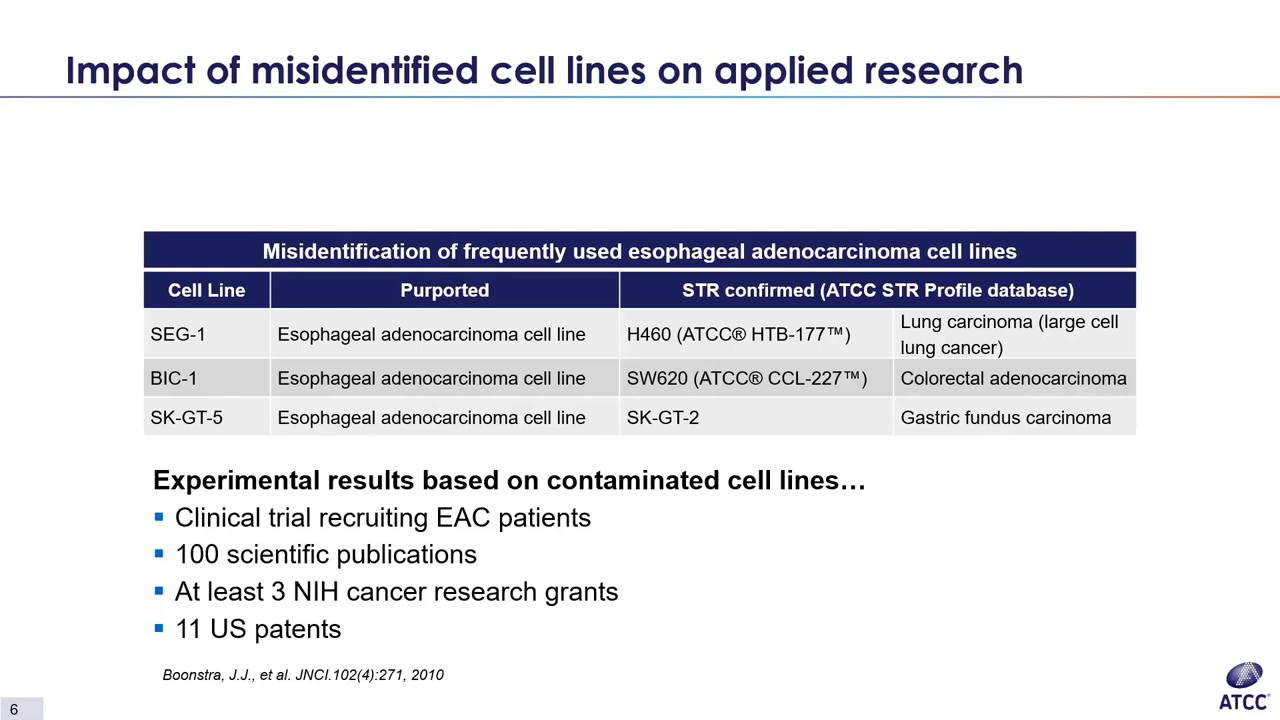 Impact of misidentified cell lines on applied research
Misidentification of frequently used esophageal adenocarcinoma cell lines
Cell Line Purported STR confirmed (ATCC STR Profile database)
SEG-1 Esophageal adenocarcinoma cell line H460 (ATCC® HTB-177™) Lung carcinoma (large cell
lung cancer)
BIC-1 Esophageal adenocarcinoma cell line SW620 (ATCC® CCL-227™) Colorectal adenocarcinoma
SK-GT-5 Esophageal adenocarcinoma cell line SK-GT-2 Gastric fundus carcinoma
Experimental results based on contaminated cell lines…
▪ Clinical trial recruiting EAC patients
▪ 100 scientific publications
▪ At least 3 NIH cancer research grants
▪ 11 US patents
Boonstra, J.J., et al. JNCI.102(4):271, 2010
6
ATCC®